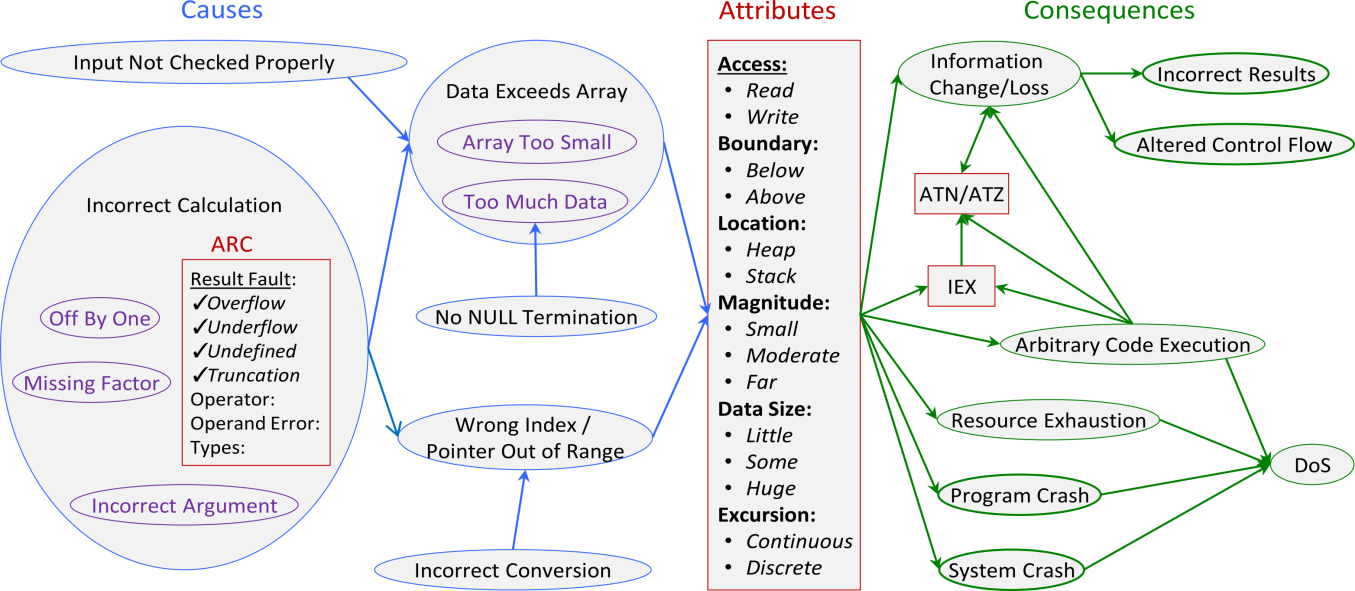 Causes
Input Not Checked Properly
Incorrect Calculation
ARC
Result Fault:
✓Overflow
✓Underflow
✓Undefined
✓Truncation
Operator:
Operand Error:
Types:
Off By One
Missing Factor
Incorrect Argument
Data Exceeds Array
Array Too Small
Too Much Data
No NULL Termination
Wrong Index /
Pointer Out of Range
Incorrect Conversion
Attributes
Access:
• Read
• Write
Boundary:
• Below
• Above
Location:
• Heap
• Stack
Magnitude:
• Small
• Moderate
• Far
Data Size:
• Little
• Some
• Huge
Excursion:
• Continuous
• Discrete
Consequences
Information
Change/Loss
Incorrect Results
Altered Control Flow
ATN/ATZ
IEX
Arbitrary Code Execution
Resource Exhaustion
Program Crash
System Crash
DoS